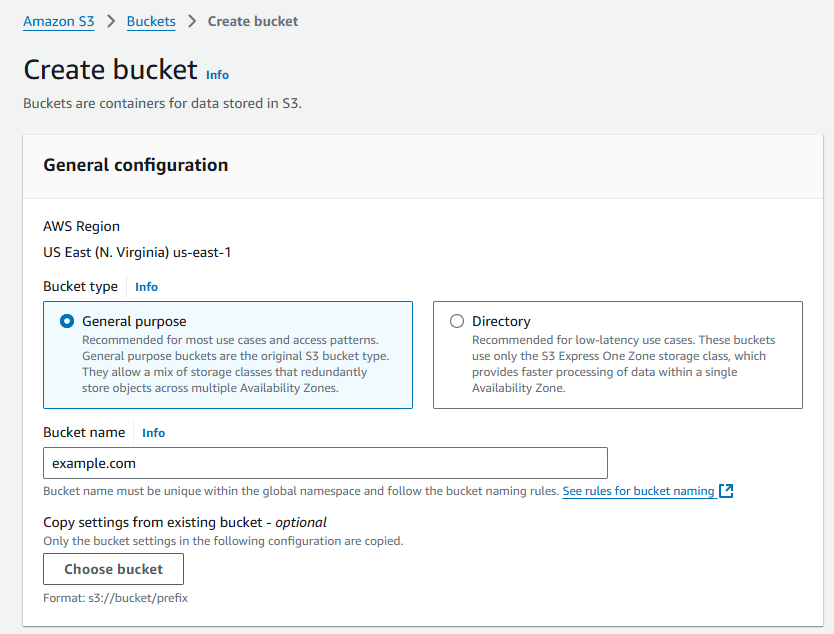 Amazon S3 > Buckets > Create bucket
Create bucket Info
Buckets are containers for data stored in S3.
General configuration
AWS Region
US East (N. Virginia) us-east-1
Bucket type Info
General purpose
Recommended for most use cases and access patterns.
General purpose buckets are the original S3 bucket type.
They allow a mix of storage classes that redundantly
store objects across multiple Availability Zones.
Directory
Recommended for low-latency use cases. These buckets
use only the S3 Express One Zone storage class, which
provides faster processing of data within a single
Availability Zone.
Bucket name Info
example.com
Bucket name must be unique within the global namespace and follow the bucket naming rules. See rules for bucket naming
Copy settings from existing bucket - optional
Only the bucket settings in the following configuration are copied.
Choose bucket
Format: s3://bucket/prefix